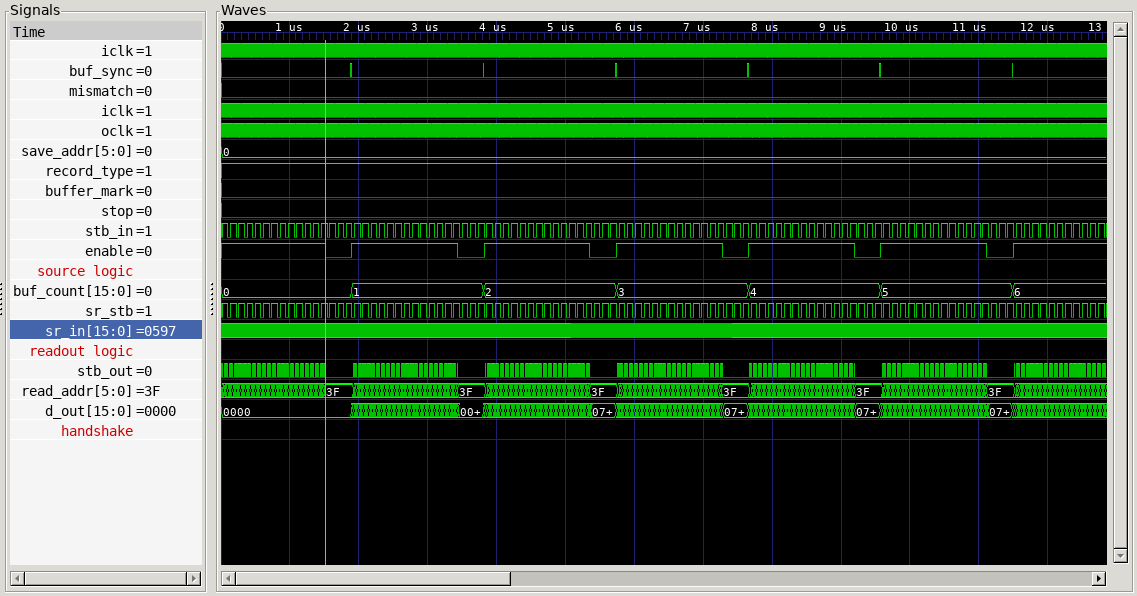 Signals
Waves
Time
0 1 us 2 us 3 us 4 us 5 us 6 us 7 us 8 us 9 us 10 us 11 us 12 us 13
iclk=1
buf_sync=0
mismatch=0
iclk=1
oclk=1
save_addr[5:0]=0 0
record_type=1
buffer_mark=0
stop=0
stb_in=1
enable=0
source logic
buf_count[15:0]=0 0 1 2 3 4 5 6
sr_stb=1
sr_in[15:0]=0597
readout logic
stb_out=0
read_addr[5:0]=3F 3F 3F 3F 3F 3F 3F
d_out[15:0]=0000 0000 00+ 07+ 07+ 07+ 07+
handshake